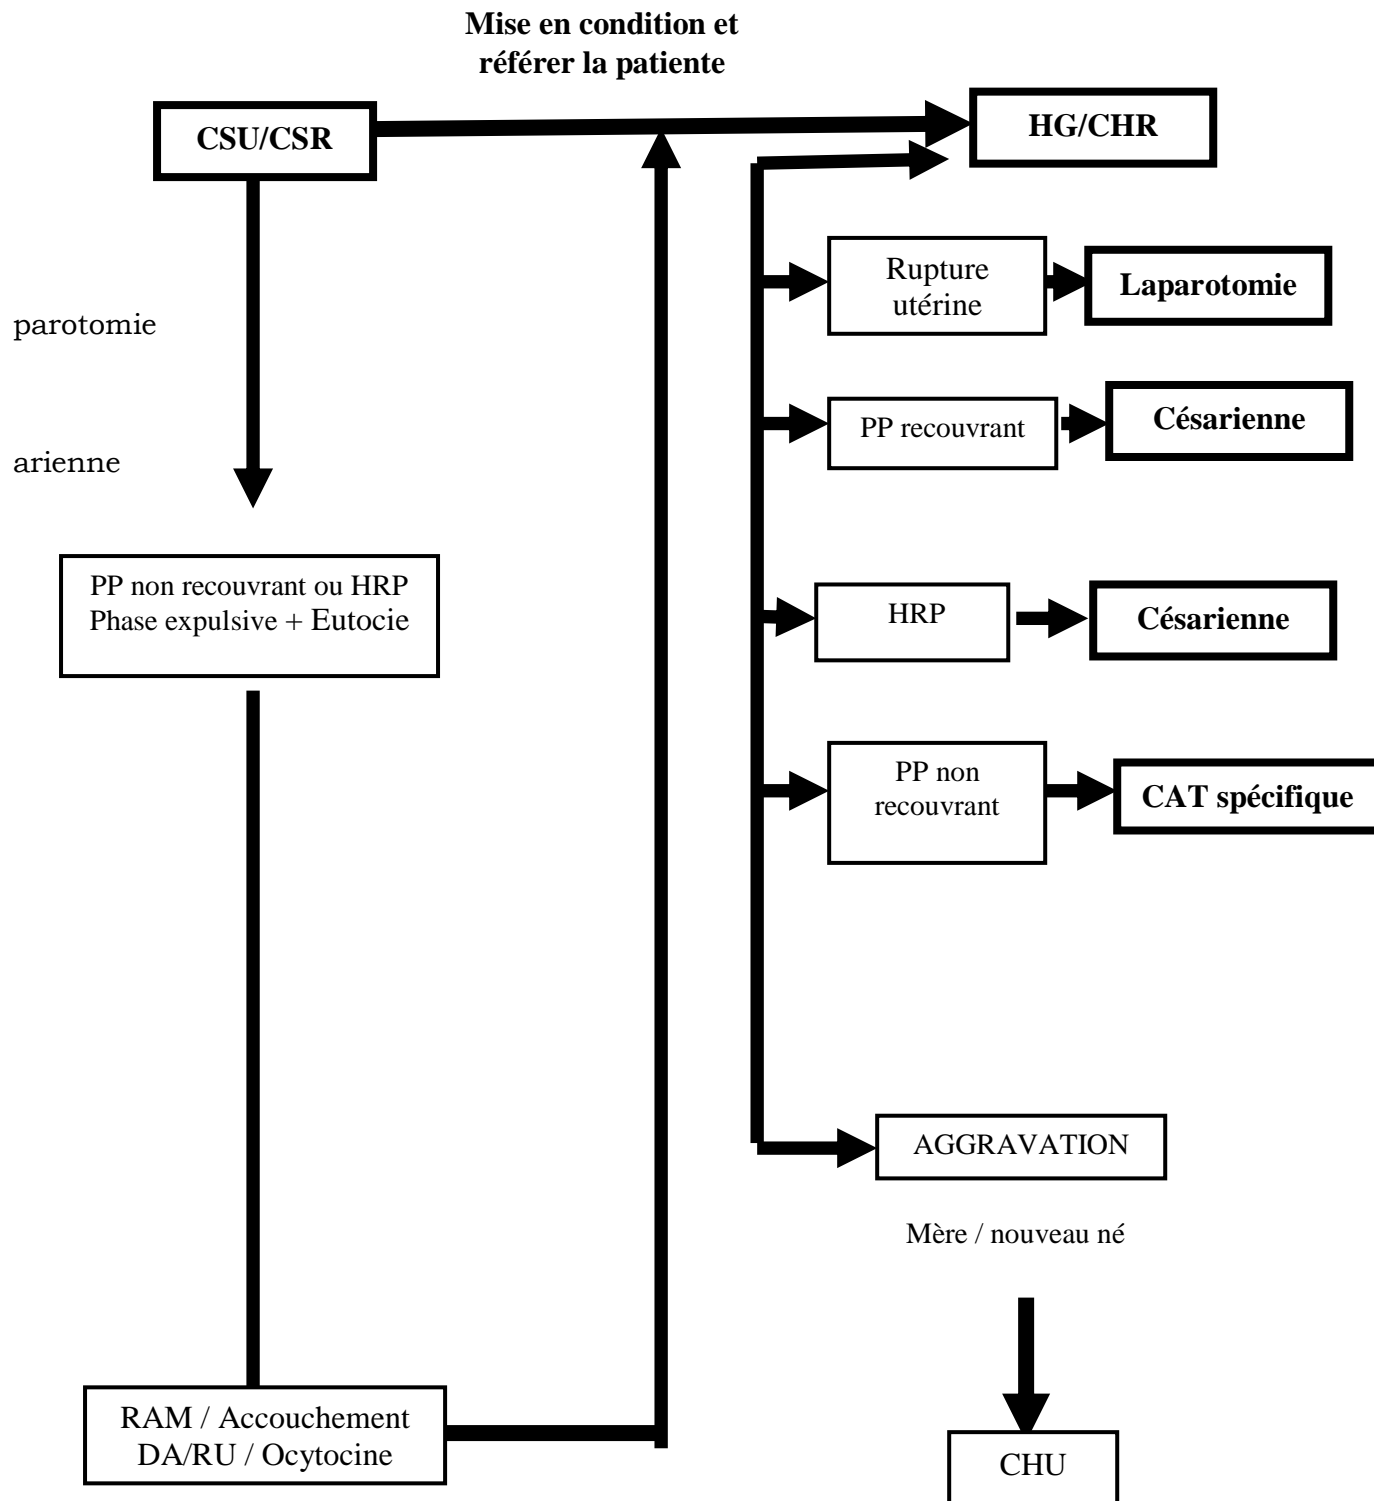 Mise en condition et
référer la patiente
CSU/CSR
HG/CHR
Rupture
utérine
Laparotomie
parotomie
PP recouvrant
Césarienne
arienne
PP non recouvrant ou HRP
Phase expulsive + Eutocie
HRP
Césarienne
PP non
recouvrant
CAT spécifique
AGGRAVATION
Mère / nouveau né
RAM / Accouchement
DA/RU / Ocytocine
CHU